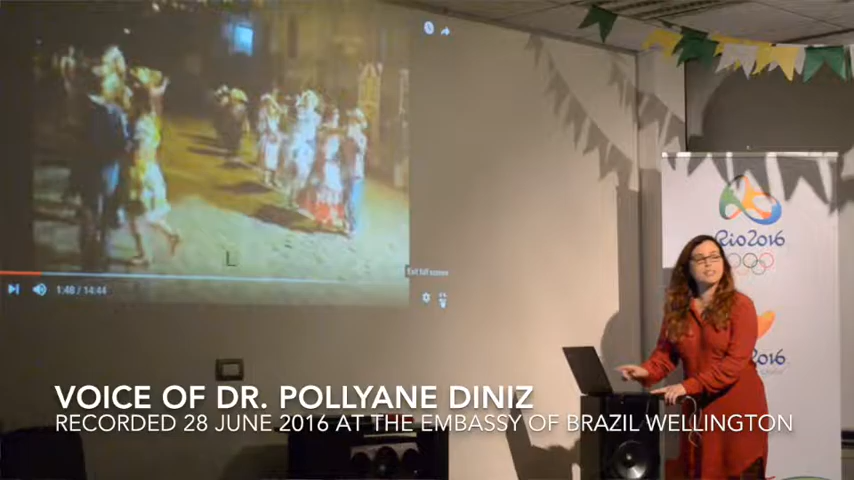 Exit full screen
1:48 / 14:44
Rio2016
2016
VOICE OF DR. POLLYANE DINIZ
RECORDED 28 JUNE 2016 AT THE EMBASSY OF BRAZIL WELLINGTON